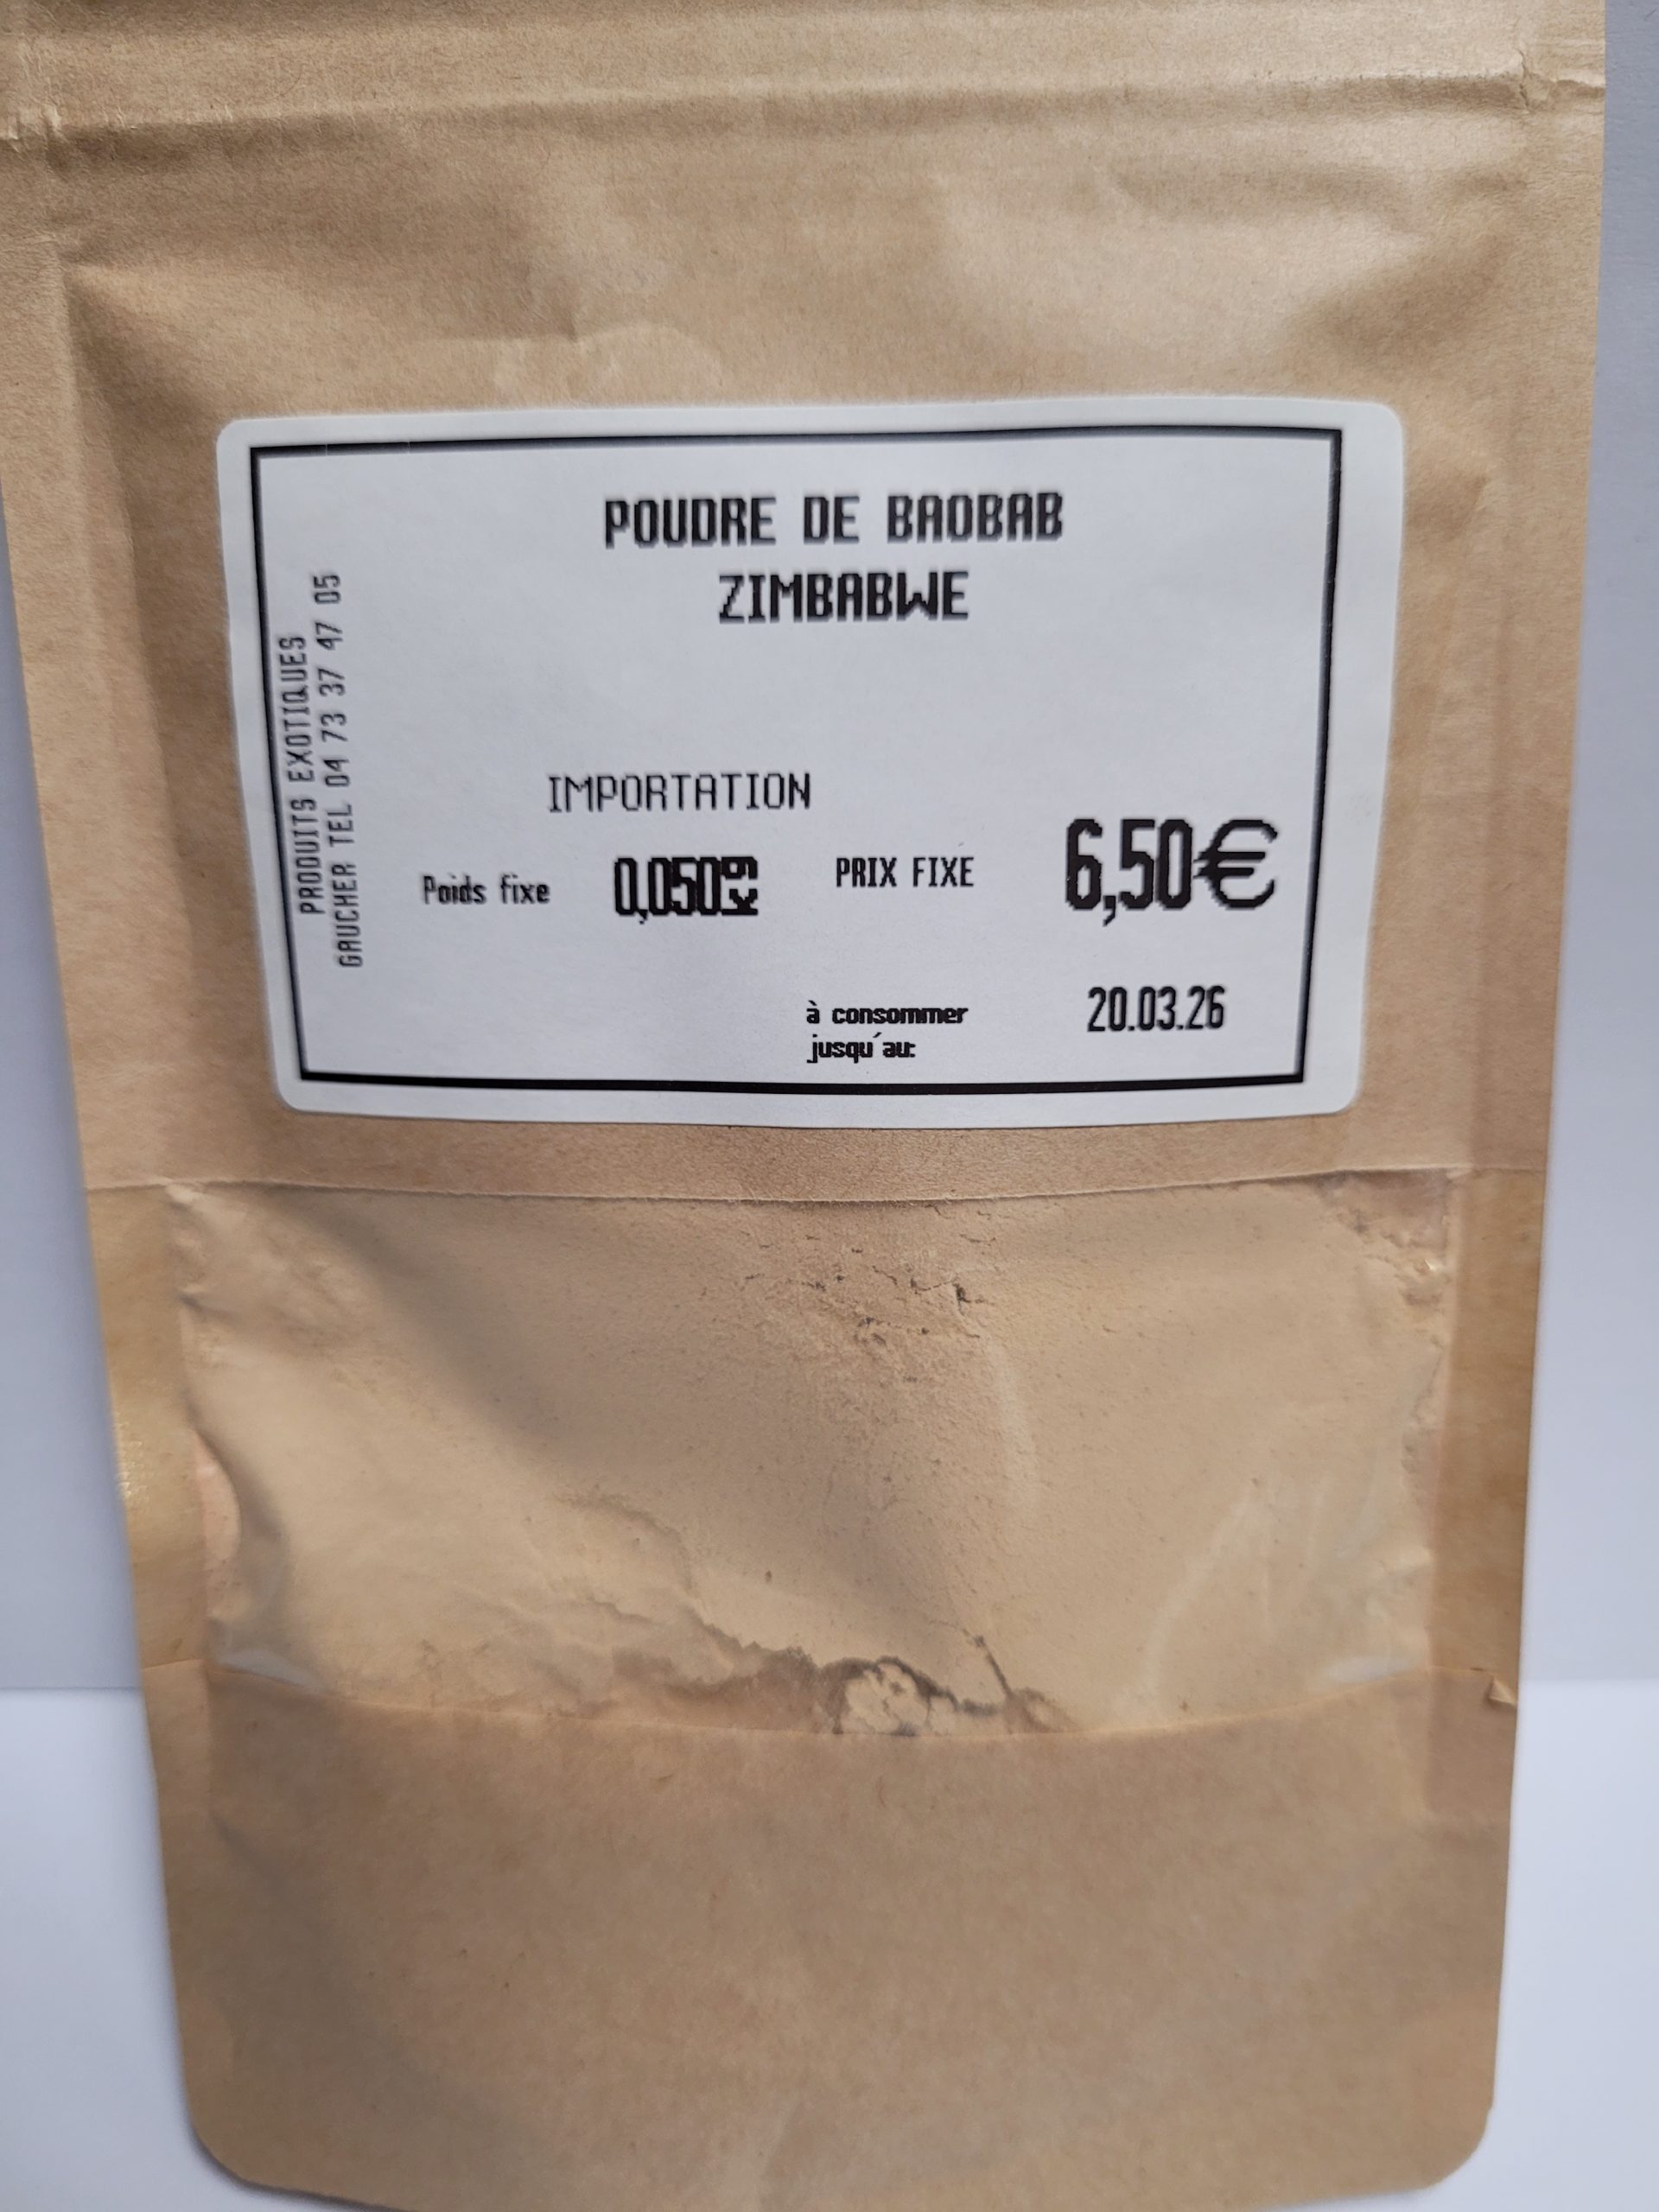 POUDRE DE BAOBAB
ZIMBABWE
PRODUITS EXOTIQUES
GAUCHER TEL 04 73 37 47 05
IMPORTATION
Poids fixe 0,050kg PRIX FIXE 6,50€
à consommer 20.03.26
jusqu'au: